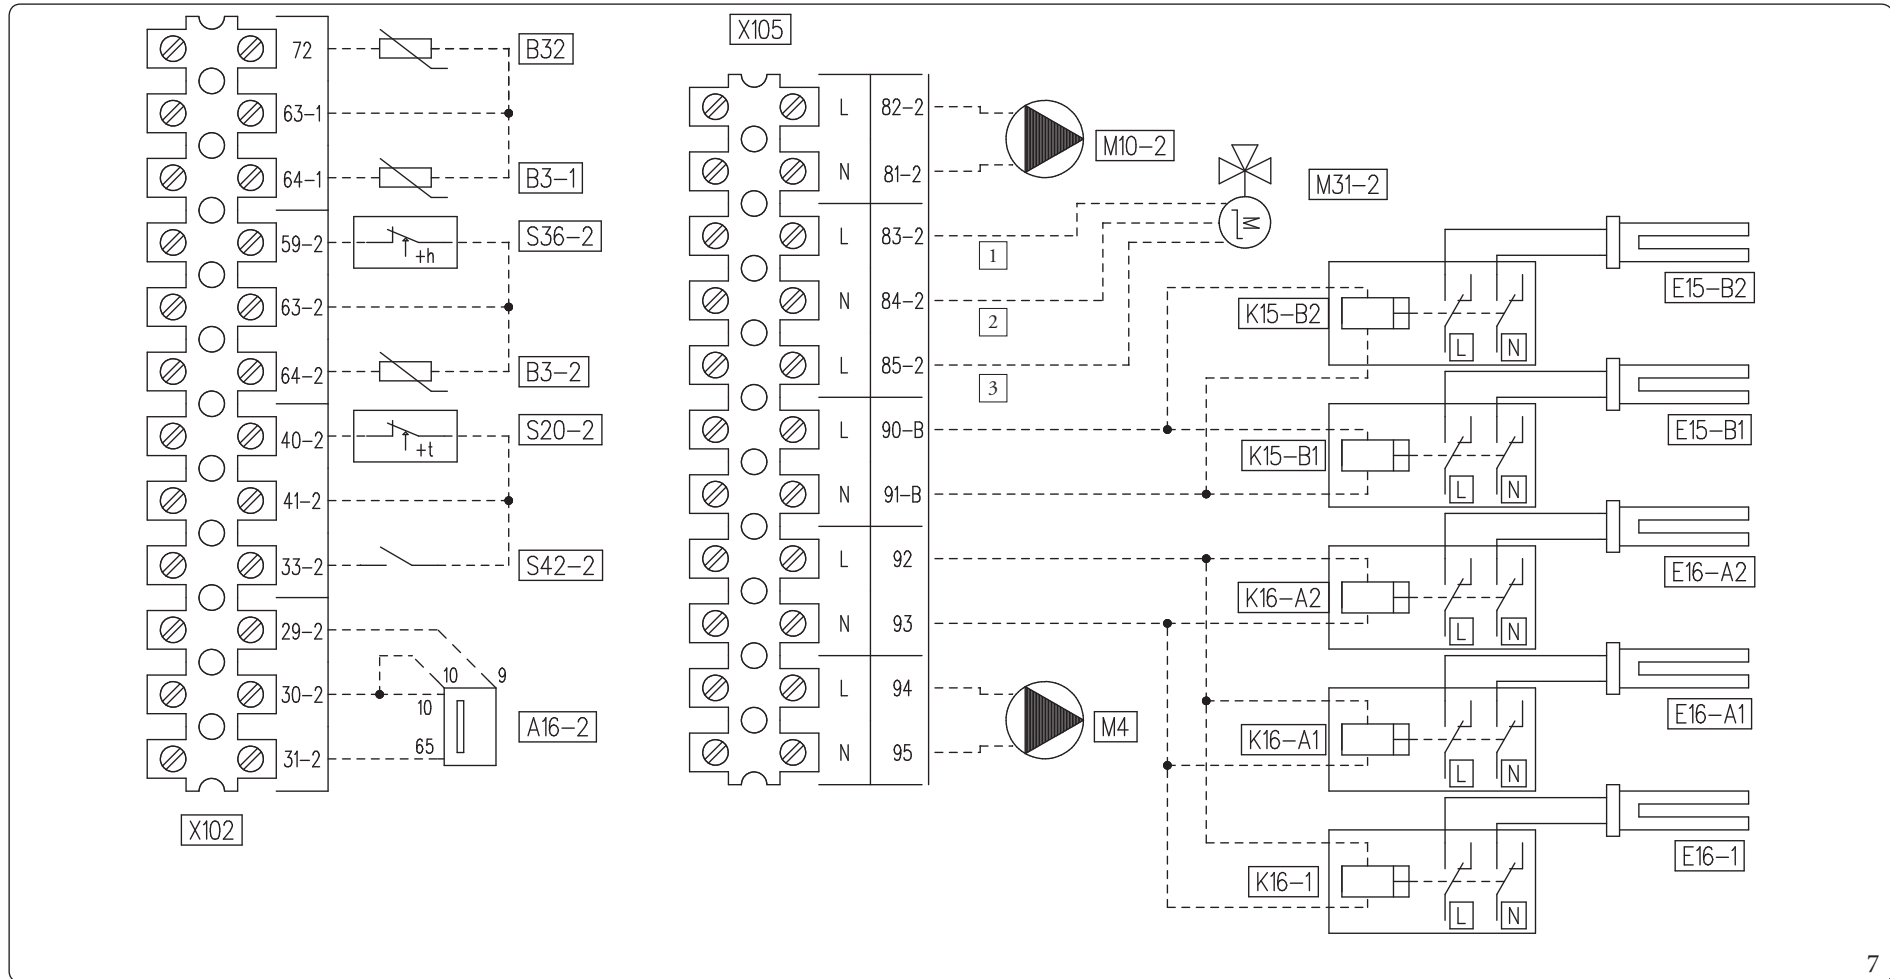 72
B32
63-1
64-1
B3-1
59-2
+h
S36-2
63-2
64-2
B3-2
40-2
+t
S20-2
41-2
33-2
S42-2
29-2
30-2
10
9
10
65
31-2
A16-2
X102
X105
L 82-2
N 81-2
M10-2
L 83-2
N 84-2
L 85-2
M31-2
M
1
2
3
L 90-B
N 91-B
L 92
N 93
L 94
N 95
M4
K15-B2
L N
E15-B2
K15-B1
L N
E15-B1
K16-A2
L N
E16-A2
K16-A1
L N
E16-A1
K16-1
L N
E16-1
7